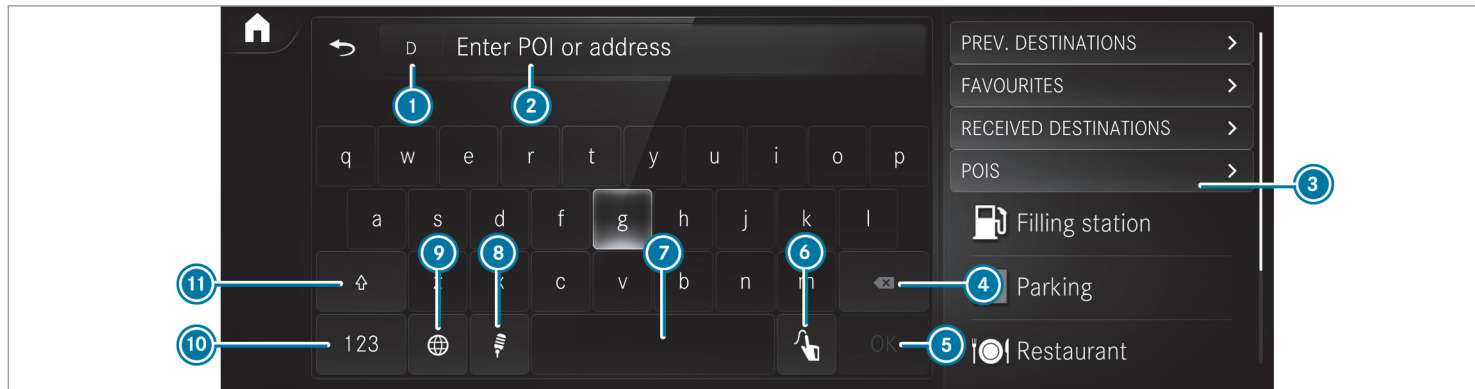 D Enter POI or address
1 2
q w e r t y u i o p
a s d f g h j k l
9 8 7 6
11 z x c v b n m 4
10 123 OK 5
PREV. DESTINATIONS
FAVOURITES
RECEIVED DESTINATIONS
POIS
3
Filling station
Parking
Restaurant